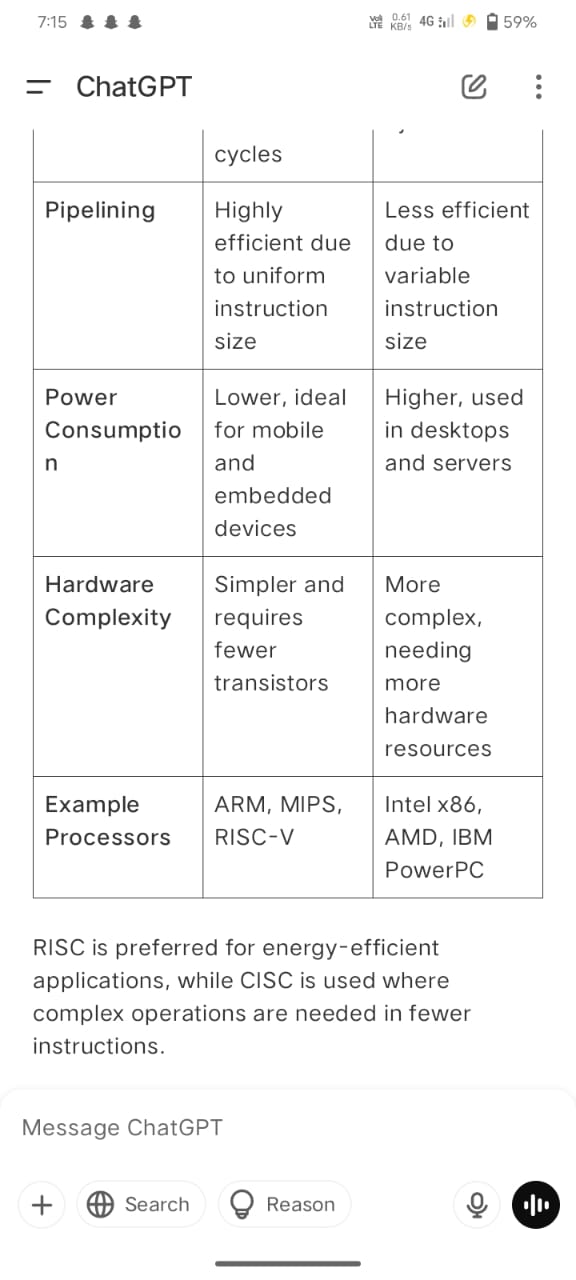 7:15 Vo) LTE 0.61 KB/s 4G 59%
ChatGPT
cycles
Pipelining Highly Less efficient
efficient due due to
to uniform variable
instruction instruction
size size
Power Lower, ideal Higher, used
Consumptio for mobile in desktops
n and and servers
embedded
devices
Hardware Simpler and More
Complexity requires complex,
fewer needing
transistors more
hardware
resources
Example ARM, MIPS, Intel x86,
Processors RISC-V AMD, IBM
PowerPC
RISC is preferred for energy-efficient
applications, while CISC is used where
complex operations are needed in fewer
instructions.
Message ChatGPT
Search Reason